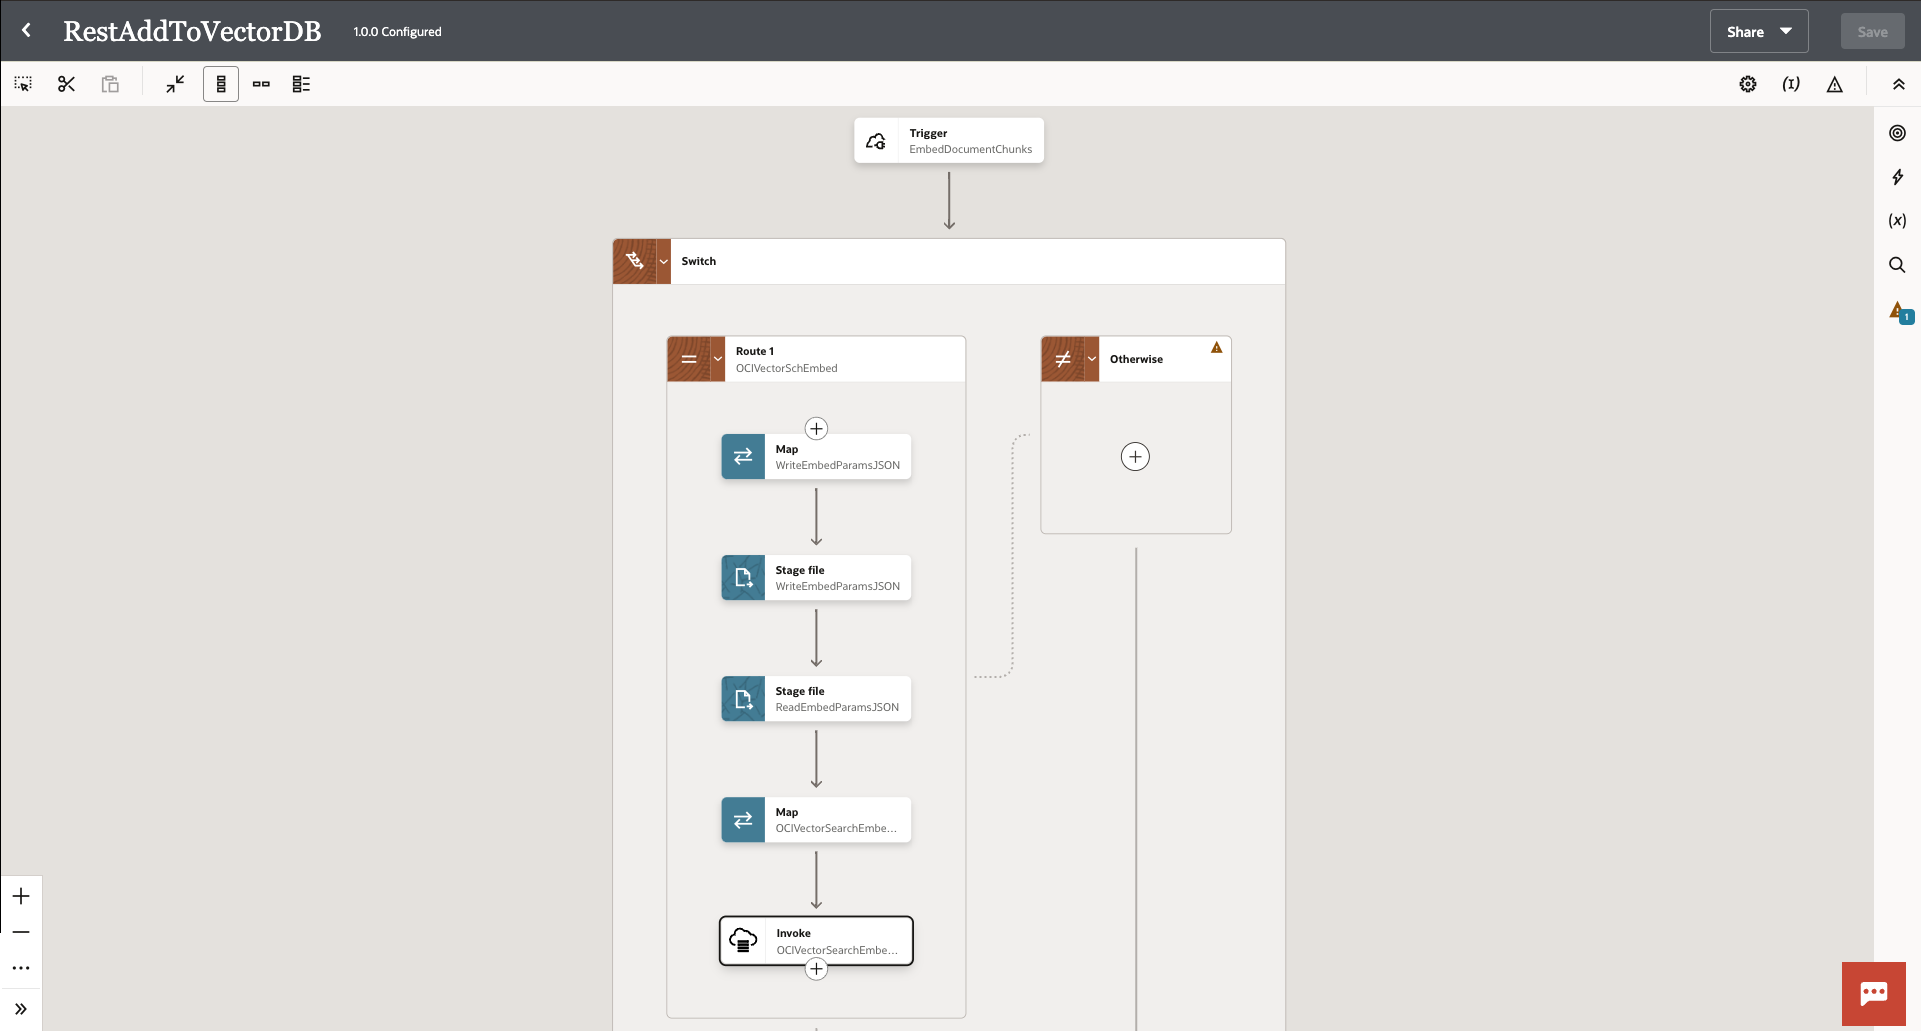 RestAddToVectorDB
1.0.0 Configured
Share
Save
Trigger
EmbedDocumentChunks
Switch
Route 1
OCIVectorSchEmbed
Otherwise
Map
WriteEmbedParamsJSON
Stage file
WriteEmbedParamsJSON
Stage file
ReadEmbedParamsJSON
Map
OCIVectorSearchEmbe...
Invoke
OCIVectorSearchEmbe...
(I)
(x)
1